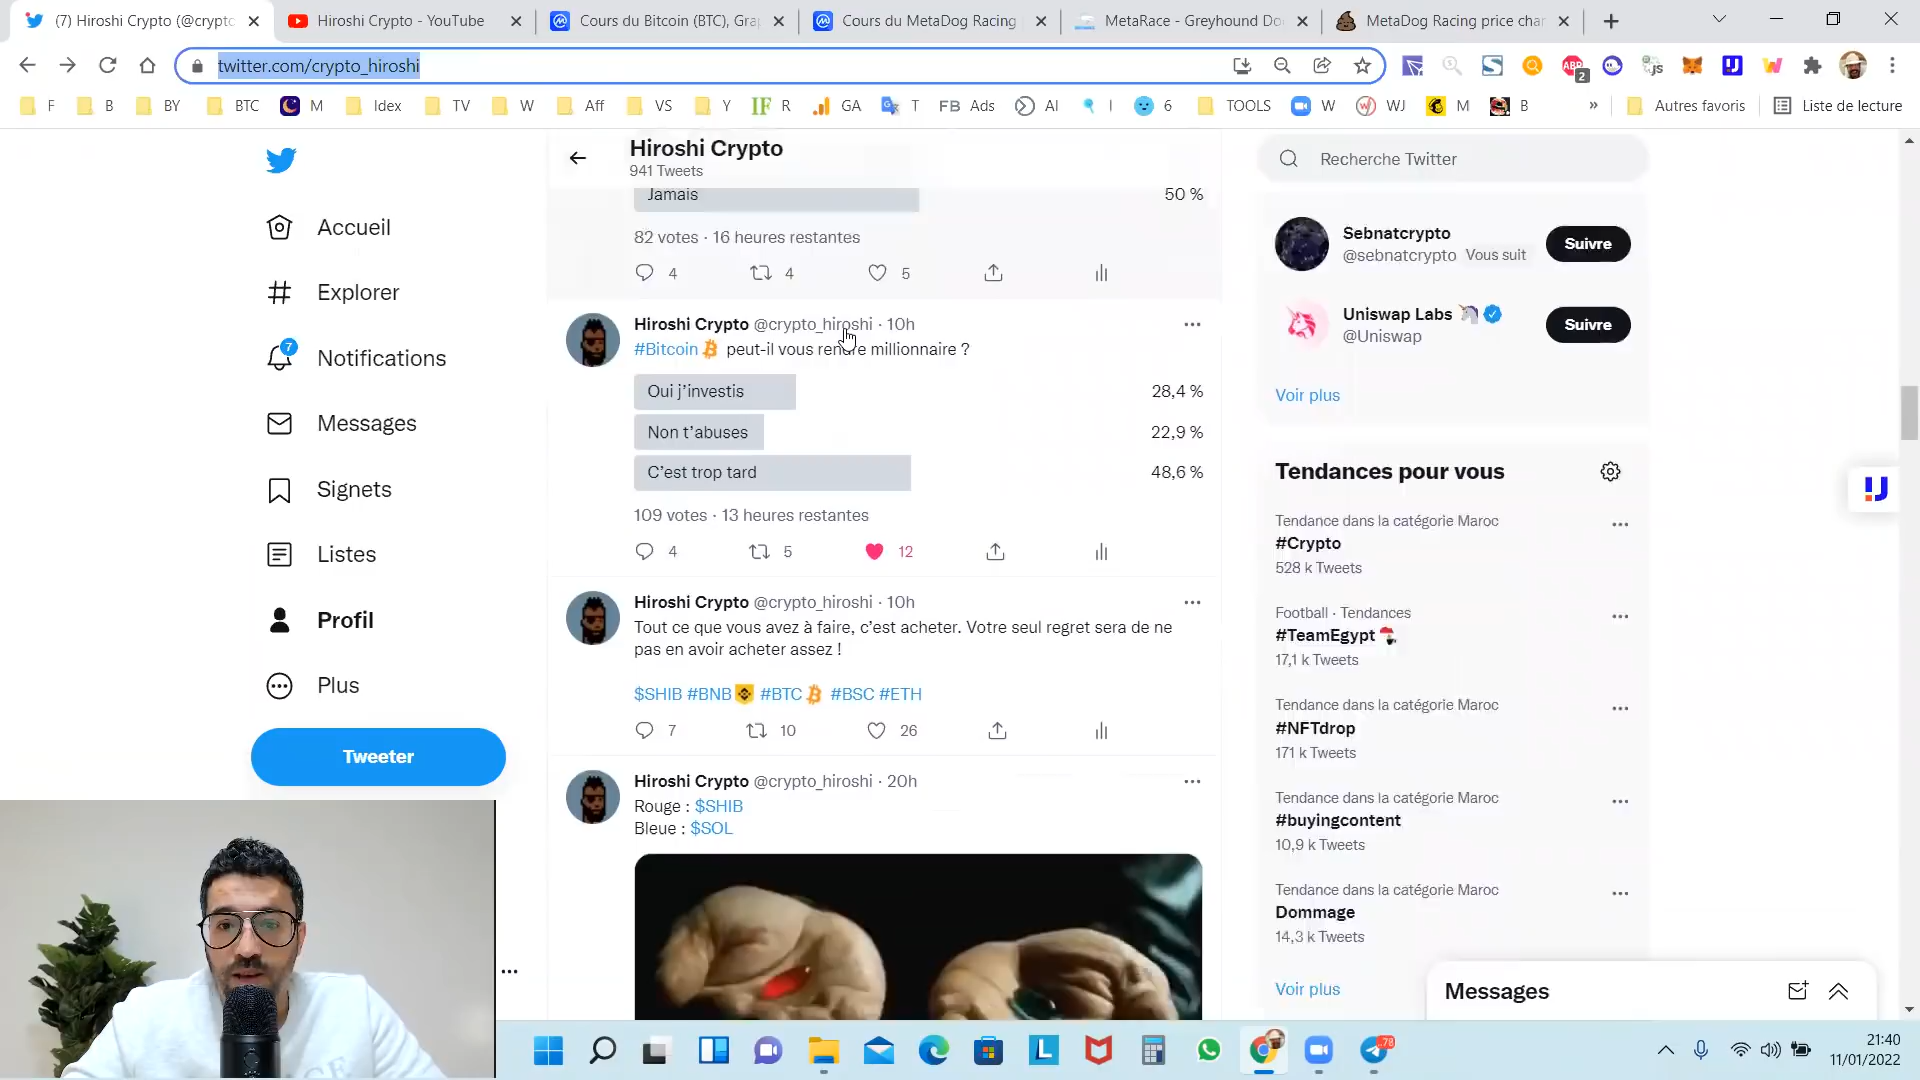 (7) Hiroshi Crypto (@crypto
Hiroshi Crypto - YouTube
Cours du Bitcoin (BTC), Gra
Cours du MetaDog Racing
MetaRace - Greyhound Do
MetaDog Racing price char
twitter.com/crypto_hiroshi
ABP
2
F
B
BY
BTC
M
Idex
TV
W
Aff
VS
Y
IF R
GA
T
FB Ads
AI
I
6
TOOLS
W
WJ
M
B
»
Autres favoris
Liste de lecture
Hiroshi Crypto
941 Tweets
Recherche Twitter
Accueil
Explorer
7
Notifications
Messages
Signets
Listes
Profil
Plus
Tweeter
Jamais 50 %
82 votes · 16 heures restantes
4 4 5
Hiroshi Crypto @crypto_hiroshi · 10h
#Bitcoin peut-il vous rendre millionnaire ?
Oui j’investis 28,4 %
Non t’abuses 22,9 %
C’est trop tard 48,6 %
109 votes · 13 heures restantes
4 5 12
Hiroshi Crypto @crypto_hiroshi · 10h
Tout ce que vous avez à faire, c’est acheter. Votre seul regret sera de ne
pas en avoir acheter assez !
$SHIB #BNB #BTC #BSC #ETH
7 10 26
Hiroshi Crypto @crypto_hiroshi · 20h
Rouge : $SHIB
Bleue : $SOL
Sebnatcrypto
@sebnatcrypto Vous suit
Suivre
Uniswap Labs
@Uniswap
Suivre
Voir plus
Tendances pour vous
Tendance dans la catégorie Maroc
#Crypto
528 k Tweets
Football · Tendances
#TeamEgypt
17,1 k Tweets
Tendance dans la catégorie Maroc
#NFTdrop
171 k Tweets
Tendance dans la catégorie Maroc
#buyingcontent
10,9 k Tweets
Tendance dans la catégorie Maroc
Dommage
14,3 k Tweets
Voir plus
Messages
L
78
21:40
11/01/2022